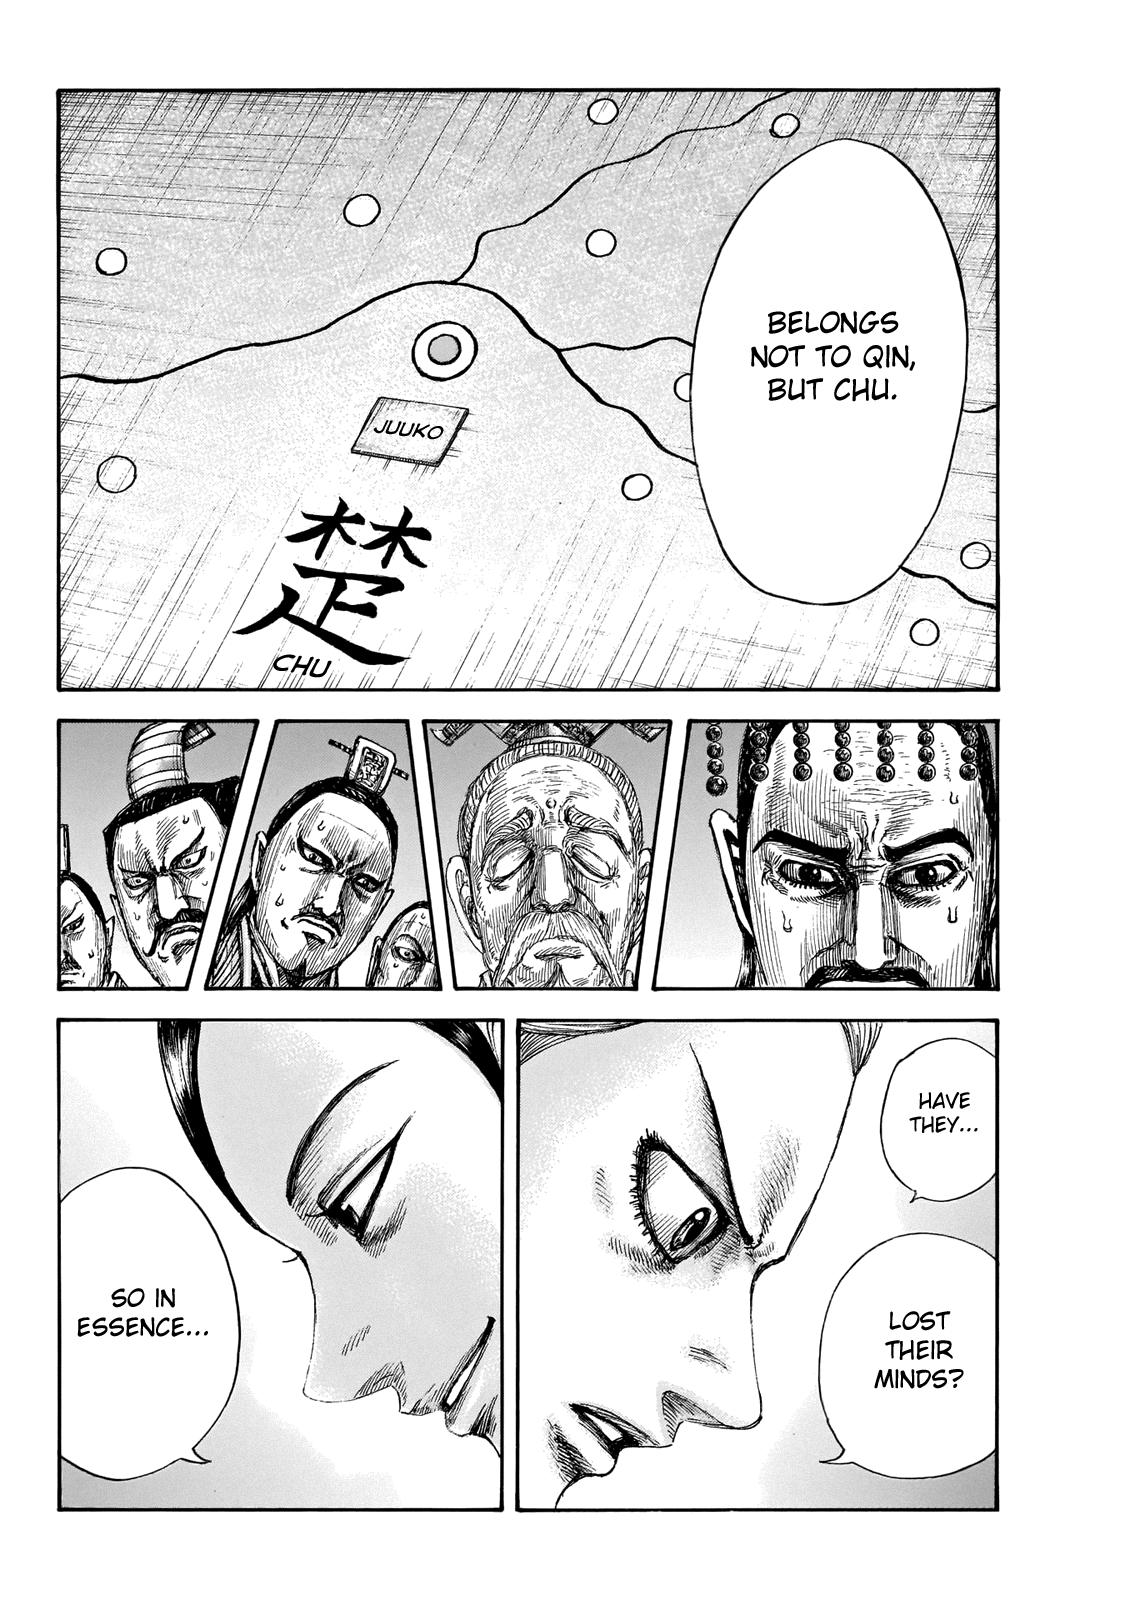 BELONGS
NOT TO QIN,
BUT CHU.
JUUKO
楚
CHU
HAVE
THEY...
LOST
THEIR
MINDS?
SO IN
ESSENCE...